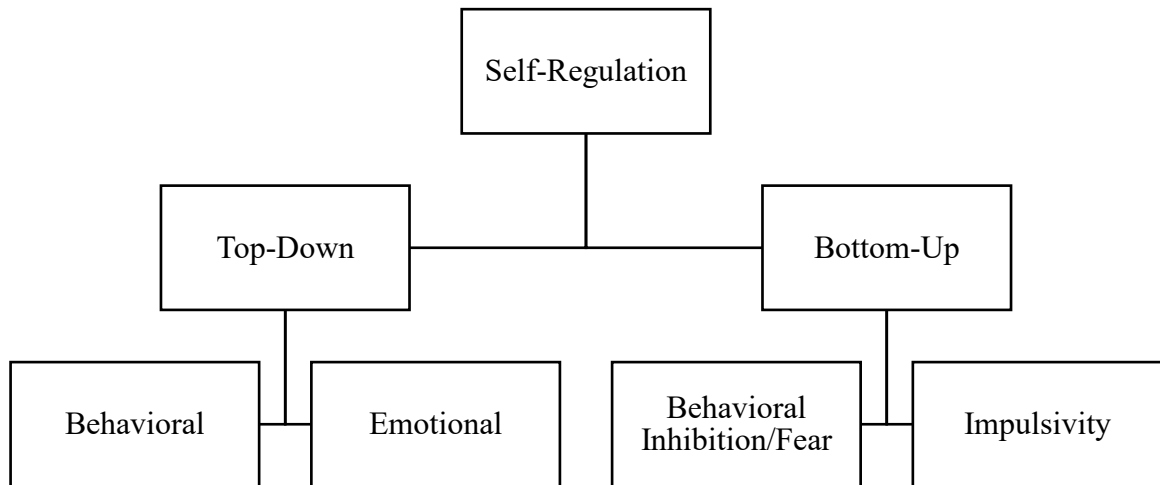 Self-Regulation
Top-Down
Bottom-Up
Behavioral
Emotional
Behavioral
Inhibition/Fear
Impulsivity